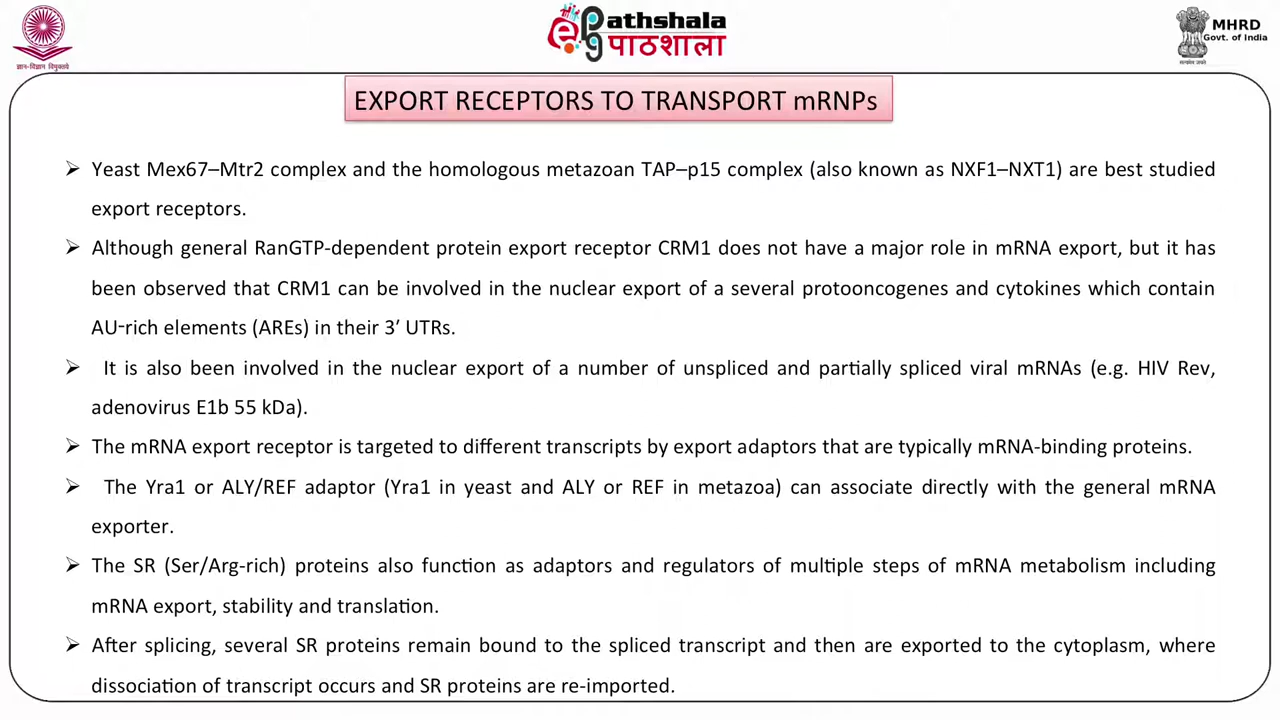 ज्ञान-विज्ञान विमुक्तये
ePathshala
पाठशाला
MHRD
Govt. of India
सत्यमेव जयते
EXPORT RECEPTORS TO TRANSPORT mRNPs
➢ Yeast Mex67–Mtr2 complex and the homologous metazoan TAP–p15 complex (also known as NXF1–NXT1) are best studied
export receptors.
➢ Although general RanGTP-dependent protein export receptor CRM1 does not have a major role in mRNA export, but it has
been observed that CRM1 can be involved in the nuclear export of a several protooncogenes and cytokines which contain
AU-rich elements (AREs) in their 3′ UTRs.
➢ It is also been involved in the nuclear export of a number of unspliced and partially spliced viral mRNAs (e.g. HIV Rev,
adenovirus E1b 55 kDa).
➢ The mRNA export receptor is targeted to different transcripts by export adaptors that are typically mRNA-binding proteins.
➢ The Yra1 or ALY/REF adaptor (Yra1 in yeast and ALY or REF in metazoa) can associate directly with the general mRNA
exporter.
➢ The SR (Ser/Arg-rich) proteins also function as adaptors and regulators of multiple steps of mRNA metabolism including
mRNA export, stability and translation.
➢ After splicing, several SR proteins remain bound to the spliced transcript and then are exported to the cytoplasm, where
dissociation of transcript occurs and SR proteins are re-imported.